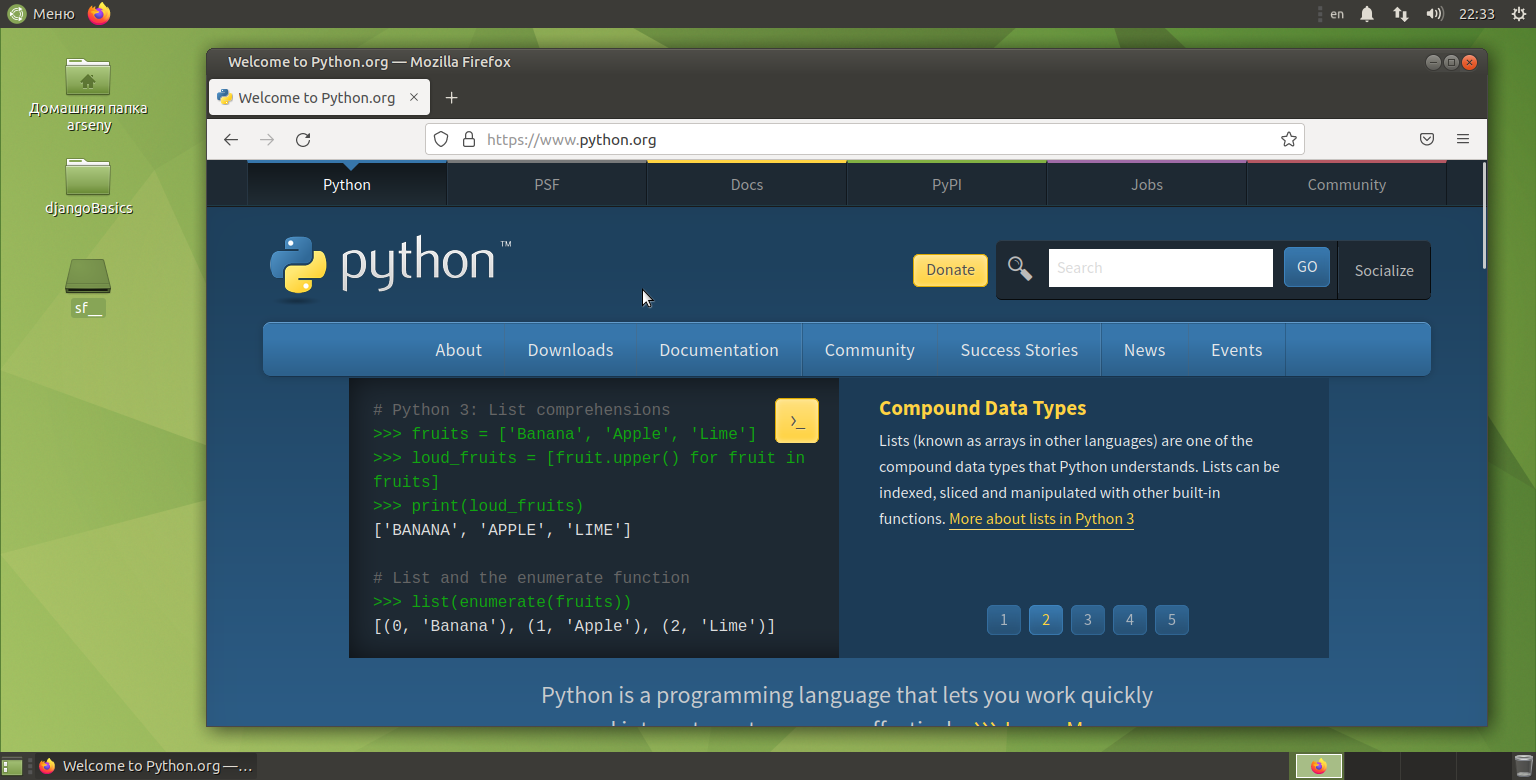 Меню
en
22:33
Домашняя папка
arseny
djangoBasics
sf__
Welcome to Python.org — Mozilla Firefox
Welcome to Python.org
https://www.python.org
Python PSF Docs PyPI Jobs Community
python™
Donate
Search
GO
Socialize
About Downloads Documentation Community Success Stories News Events
# Python 3: List comprehensions
>>> fruits = ['Banana', 'Apple', 'Lime']
>>> loud_fruits = [fruit.upper() for fruit in
fruits]
>>> print(loud_fruits)
['BANANA', 'APPLE', 'LIME']
# List and the enumerate function
>>> list(enumerate(fruits))
[(0, 'Banana'), (1, 'Apple'), (2, 'Lime')]
>_
Compound Data Types
Lists (known as arrays in other languages) are one of the
compound data types that Python understands. Lists can be
indexed, sliced and manipulated with other built-in
functions. More about lists in Python 3
1 2 3 4 5
Python is a programming language that lets you work quickly
Welcome to Python.org —...